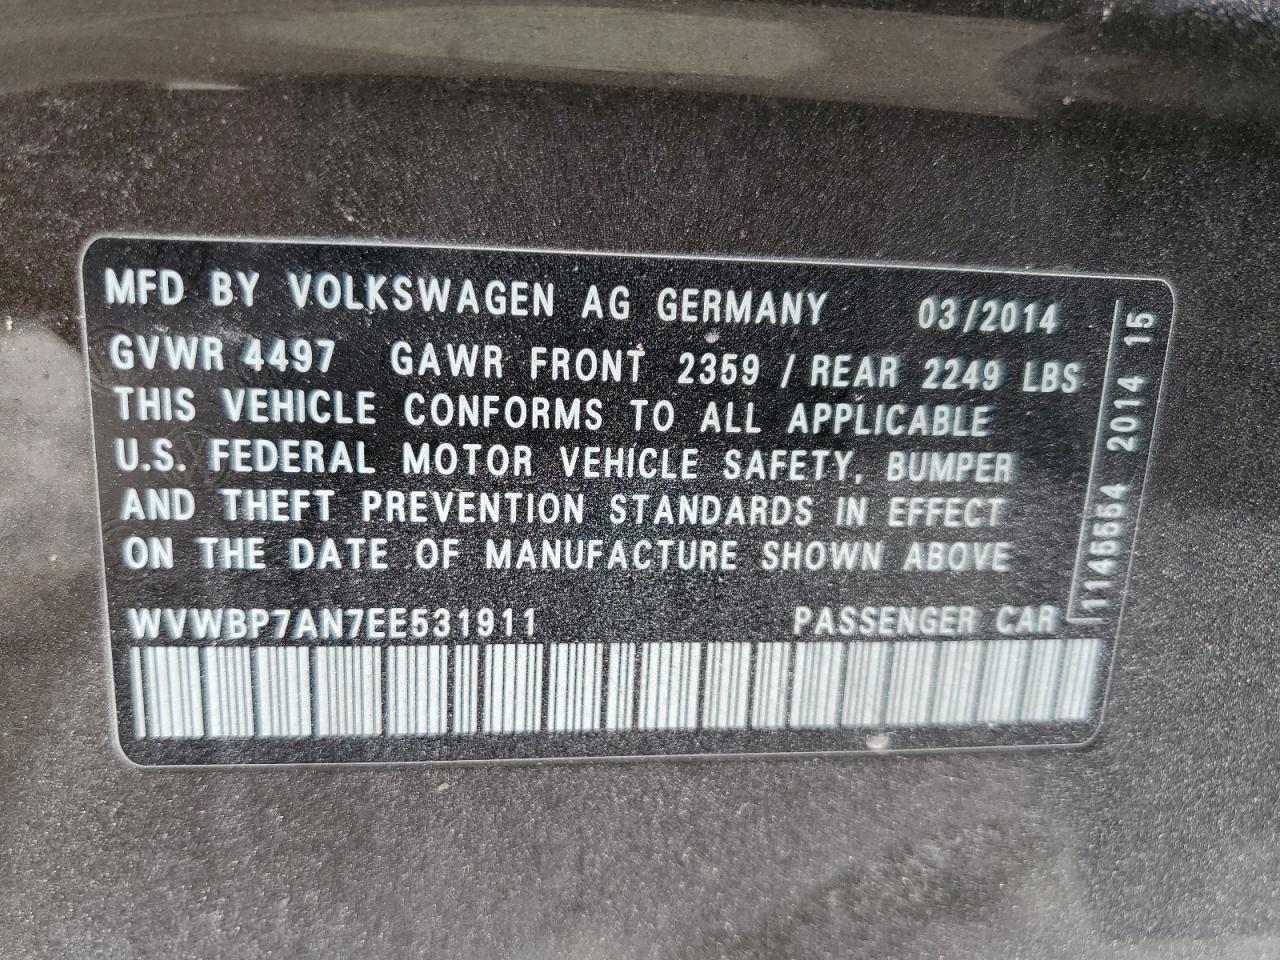 MFD BY VOLKSWAGEN AG GERMANY 03/2014
GVWR 4497 GAWR FRONT 2359 / REAR 2249 LBS
THIS VEHICLE CONFORMS TO ALL APPLICABLE
U.S. FEDERAL MOTOR VEHICLE SAFETY, BUMPER
AND THEFT PREVENTION STANDARDS IN EFFECT
ON THE DATE OF MANUFACTURE SHOWN ABOVE
WVWBP7AN7EE531911 PASSENGER CAR
1145554 2014 15